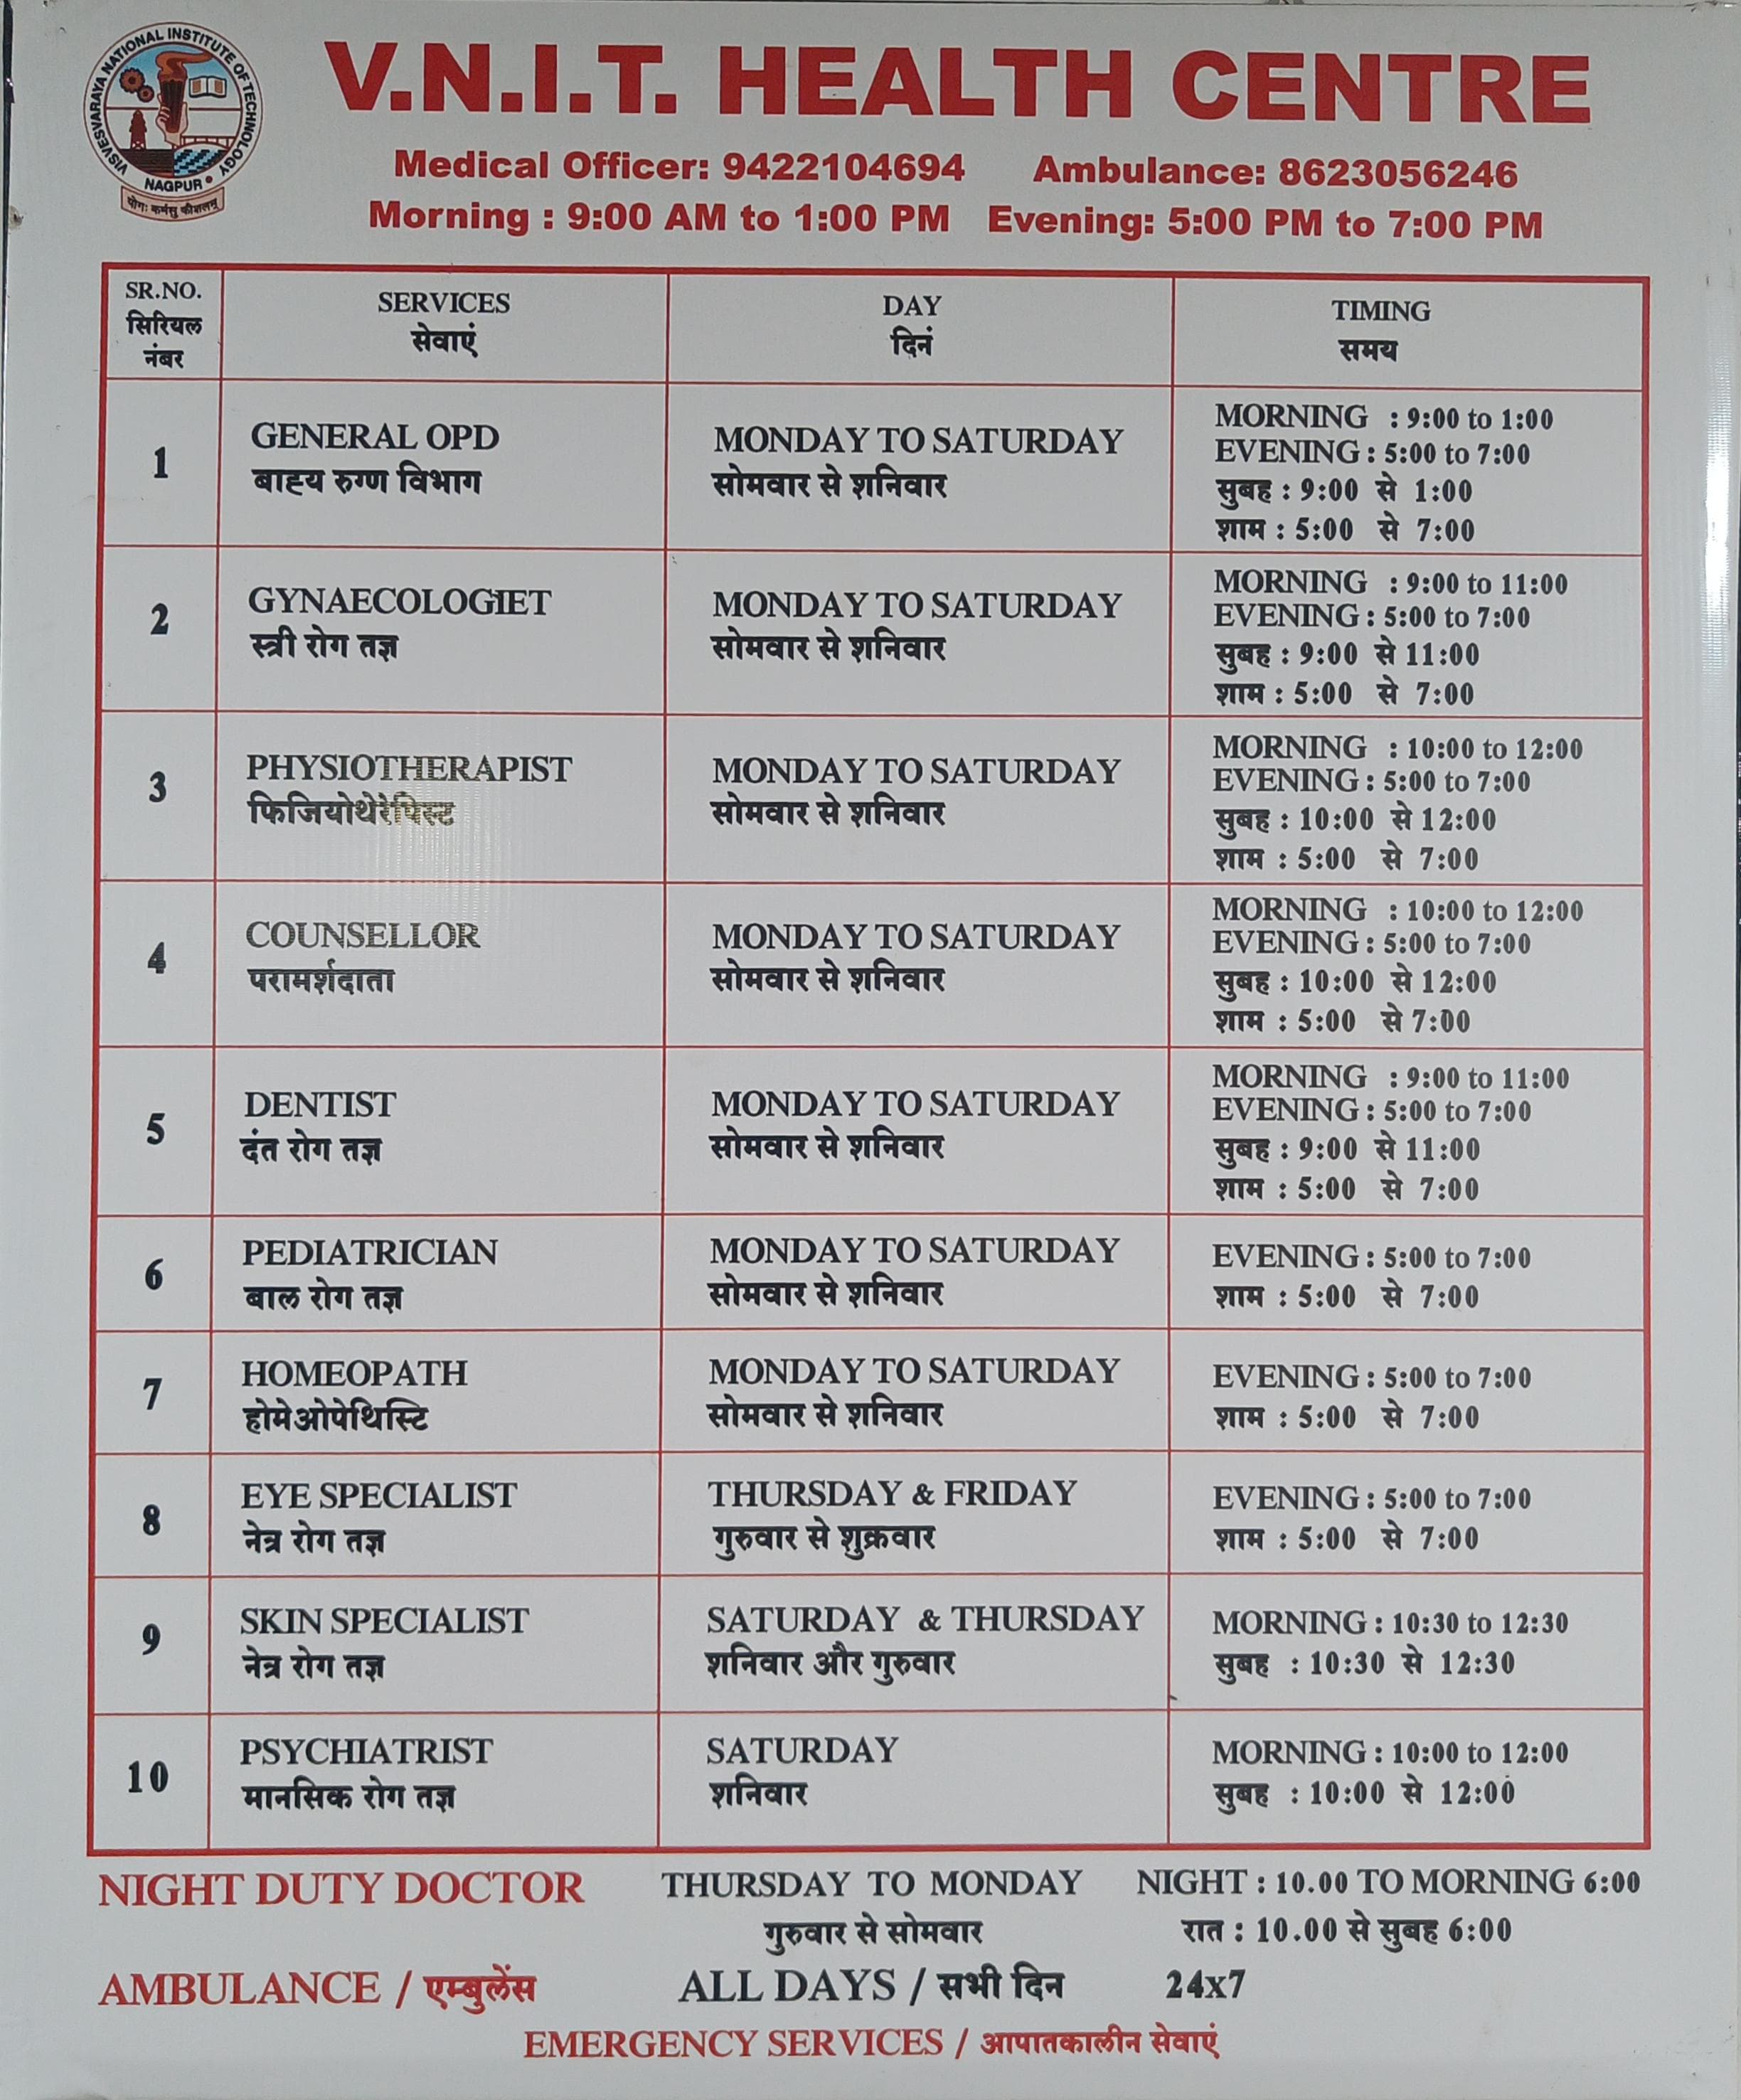 VISVESVARAYA NATIONAL INSTITUTE OF TECHNOLOGY
NAGPUR
योगः कर्मसु कौशलम्
V.N.I.T. HEALTH CENTRE
Medical Officer: 9422104694 Ambulance: 8623056246
Morning : 9:00 AM to 1:00 PM Evening: 5:00 PM to 7:00 PM
SR.NO.
सिरियल
नंबर
SERVICES
सेवाएं
DAY
दिनं
TIMING
समय
1
GENERAL OPD
बाह्य रुग्ण विभाग
MONDAY TO SATURDAY
सोमवार से शनिवार
MORNING : 9:00 to 1:00
EVENING : 5:00 to 7:00
सुबह : 9:00 से 1:00
शाम : 5:00 से 7:00
2
GYNAECOLOGIET
स्त्री रोग तज्ञ
MONDAY TO SATURDAY
सोमवार से शनिवार
MORNING : 9:00 to 11:00
EVENING : 5:00 to 7:00
सुबह : 9:00 से 11:00
शाम : 5:00 से 7:00
3
PHYSIOTHERAPIST
फिजियोथेरेपिस्ट
MONDAY TO SATURDAY
सोमवार से शनिवार
MORNING : 10:00 to 12:00
EVENING : 5:00 to 7:00
सुबह : 10:00 से 12:00
शाम : 5:00 से 7:00
4
COUNSELLOR
परामर्शदाता
MONDAY TO SATURDAY
सोमवार से शनिवार
MORNING : 10:00 to 12:00
EVENING : 5:00 to 7:00
सुबह : 10:00 से 12:00
शाम : 5:00 से 7:00
5
DENTIST
दंत रोग तज्ञ
MONDAY TO SATURDAY
सोमवार से शनिवार
MORNING : 9:00 to 11:00
EVENING : 5:00 to 7:00
सुबह : 9:00 से 11:00
शाम : 5:00 से 7:00
6
PEDIATRICIAN
बाल रोग तज्ञ
MONDAY TO SATURDAY
सोमवार से शनिवार
EVENING : 5:00 to 7:00
शाम : 5:00 से 7:00
7
HOMEOPATH
होमेओपेथिस्टि
MONDAY TO SATURDAY
सोमवार से शनिवार
EVENING : 5:00 to 7:00
शाम : 5:00 से 7:00
8
EYE SPECIALIST
नेत्र रोग तज्ञ
THURSDAY & FRIDAY
गुरुवार से शुक्रवार
EVENING : 5:00 to 7:00
शाम : 5:00 से 7:00
9
SKIN SPECIALIST
नेत्र रोग तज्ञ
SATURDAY & THURSDAY
शनिवार और गुरुवार
MORNING : 10:30 to 12:30
सुबह : 10:30 से 12:30
10
PSYCHIATRIST
मानसिक रोग तज्ञ
SATURDAY
शनिवार
MORNING : 10:00 to 12:00
सुबह : 10:00 से 12:00
NIGHT DUTY DOCTOR THURSDAY TO MONDAY NIGHT : 10.00 TO MORNING 6:00
गुरुवार से सोमवार रात : 10.00 से सुबह 6:00
AMBULANCE / एम्बुलेंस ALL DAYS / सभी दिन 24x7
EMERGENCY SERVICES / आपातकालीन सेवाएं